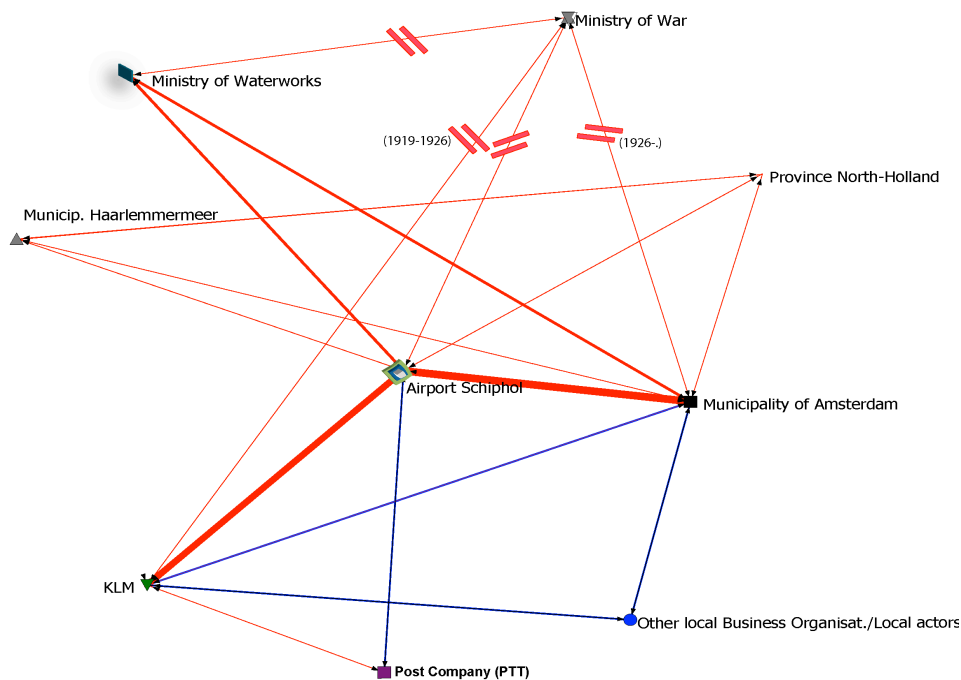 Ministry of War
Ministry of Waterworks
(1919-1926)
(1926-.)
Province North-Holland
Municip. Haarlemmermeer
Airport Schiphol
Municipality of Amsterdam
KLM
Other local Business Organisat./Local actors
Post Company (PTT)